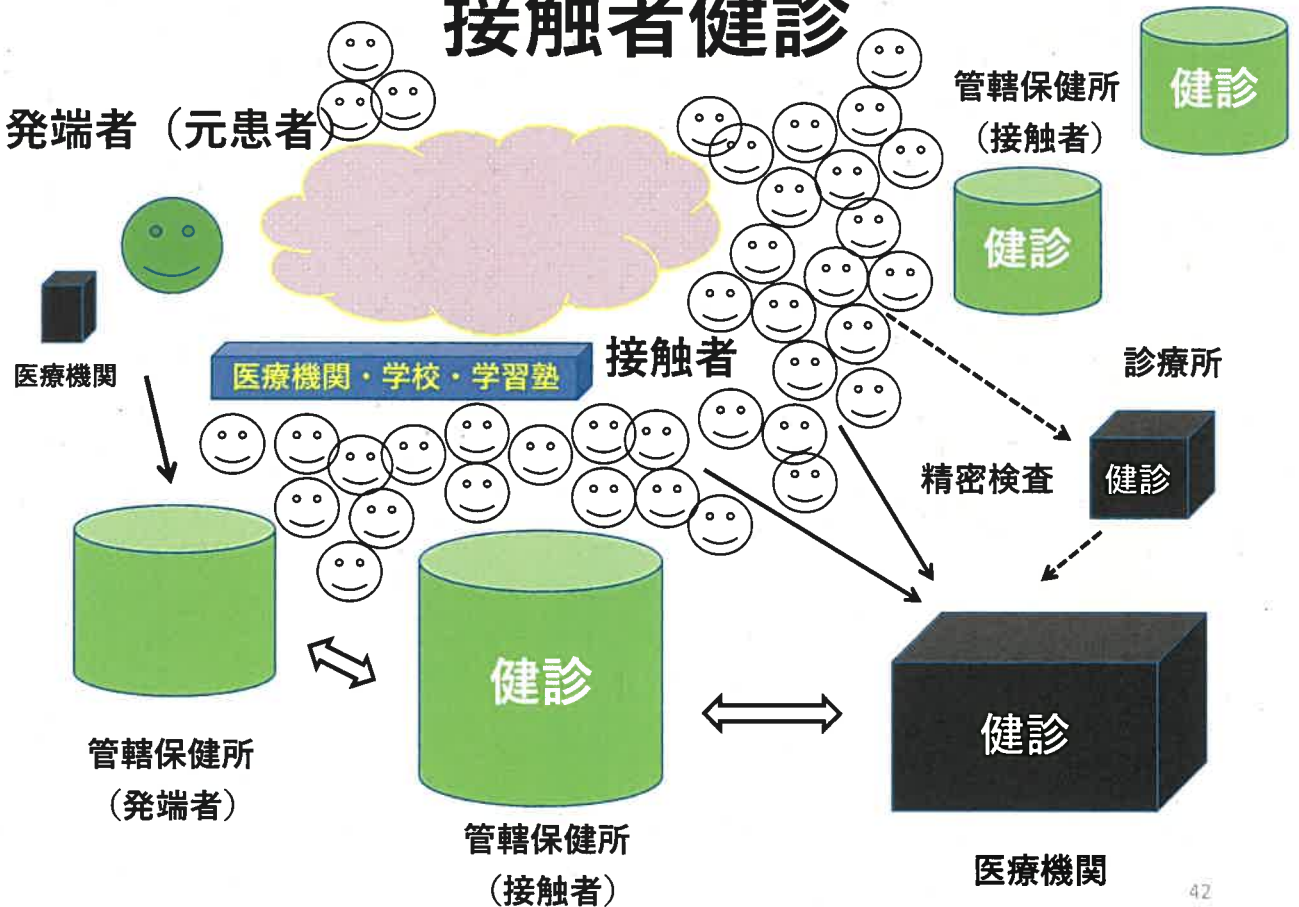 接触者健診
発端者（元患者）
管轄保健所
（接触者）
健診
健診
医療機関
医療機関・学校・学習塾
接触者
診療所
精密検査
健診
管轄保健所
（発端者）
健診
管轄保健所
（接触者）
健診
医療機関
42